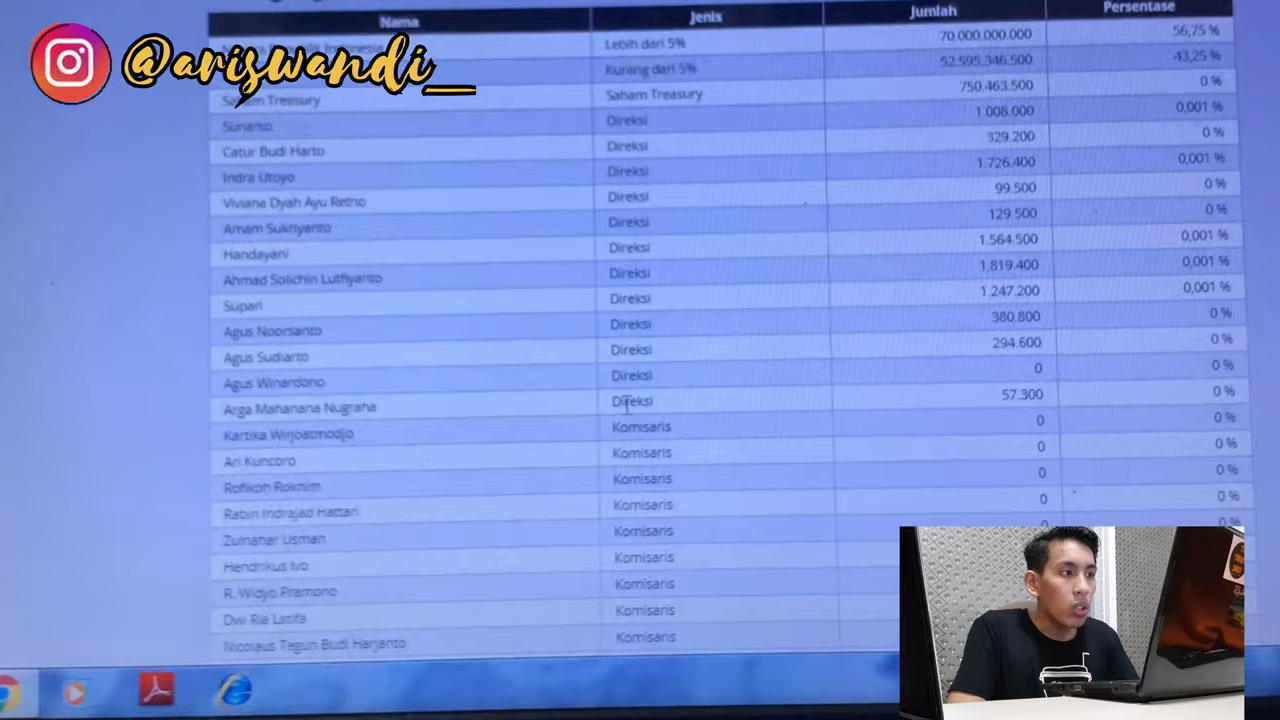 @ariswandi_
Nama Jenis Jumlah Persentase
Lebih dari 5% 70.000.000.000 56,75 %
Kurang dari 5% 52.595.346.500 43,25 %
Saham Treasury Saham Treasury 750.463.500 0 %
Sunarso Direksi 1.008.000 0,001 %
Catur Budi Harto Direksi 329.200 0 %
Indra Utoyo Direksi 1.726.400 0,001 %
Viviana Dyah Ayu Retno Direksi 99.500 0 %
Amam Sukriyanto Direksi 129.500 0 %
Handayani Direksi 1.564.500 0,001 %
Ahmad Solichin Lutfiyanto Direksi 1.819.400 0,001 %
Supari Direksi 1.247.200 0,001 %
Agus Noorsanto Direksi 380.800 0 %
Agus Sudiarto Direksi 294.600 0 %
Agus Winardono Direksi 0 0 %
Arga Mahanana Nugraha Direksi 57.300 0 %
Kartika Wirjoatmodjo Komisaris 0 0 %
Ari Kuncoro Komisaris 0 0 %
Rofikoh Rokhim Komisaris 0 0 %
Rabin Indrajad Hattari Komisaris 0 0 %
Zulnahar Usman Komisaris 0 0 %
Hendrikus Ivo Komisaris
R. Widyo Pramono Komisaris
Dwi Ria Latifa Komisaris
Nicolaus Teguh Budi Harjanto Komisaris